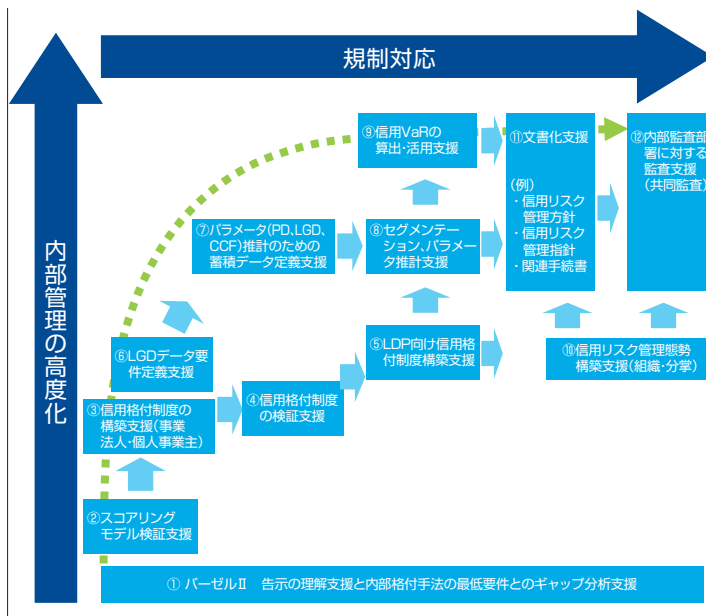 規制対応
内部管理の高度化
⑨信用VaRの
算出・活用支援
⑪文書化支援
(例)
・信用リスク
管理方針
・信用リスク
管理指針
・関連手続書
⑫内部監査部
署に対する
監査支援
(共同監査)
⑦パラメータ(PD、LGD、
CCF)推計のための
蓄積データ定義支援
⑧セグメンテー
ション、パラメー
タ推計支援
⑥LGDデータ要
件定義支援
⑤LDP向け信用格
付制度構築支援
⑩信用リスク管理態勢
構築支援(組織・分掌)
③信用格付制度の
構築支援(事業
法人・個人事業主)
④信用格付制度
の検証支援
②スコアリング
モデル検証支援
① バーゼルⅡ 告示の理解支援と内部格付手法の最低要件とのギャップ分析支援